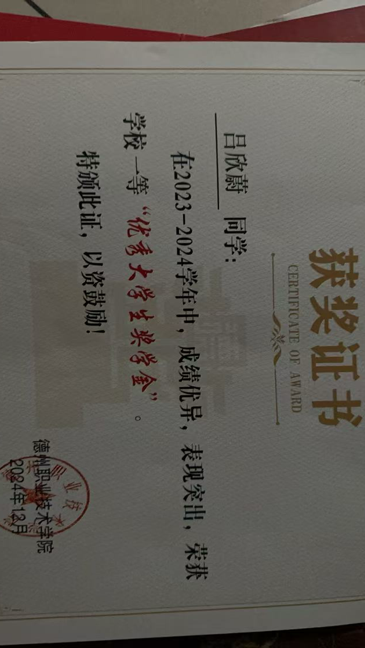 获奖证书
CERTIFICATE OF AWARD
吕欣蔚 同学：
在2023-2024学年中，成绩优异，表现突出，荣获
学校一等“优秀大学生奖学金”。
特颁此证，以资鼓励！
德州职业技术学院
2024年12月